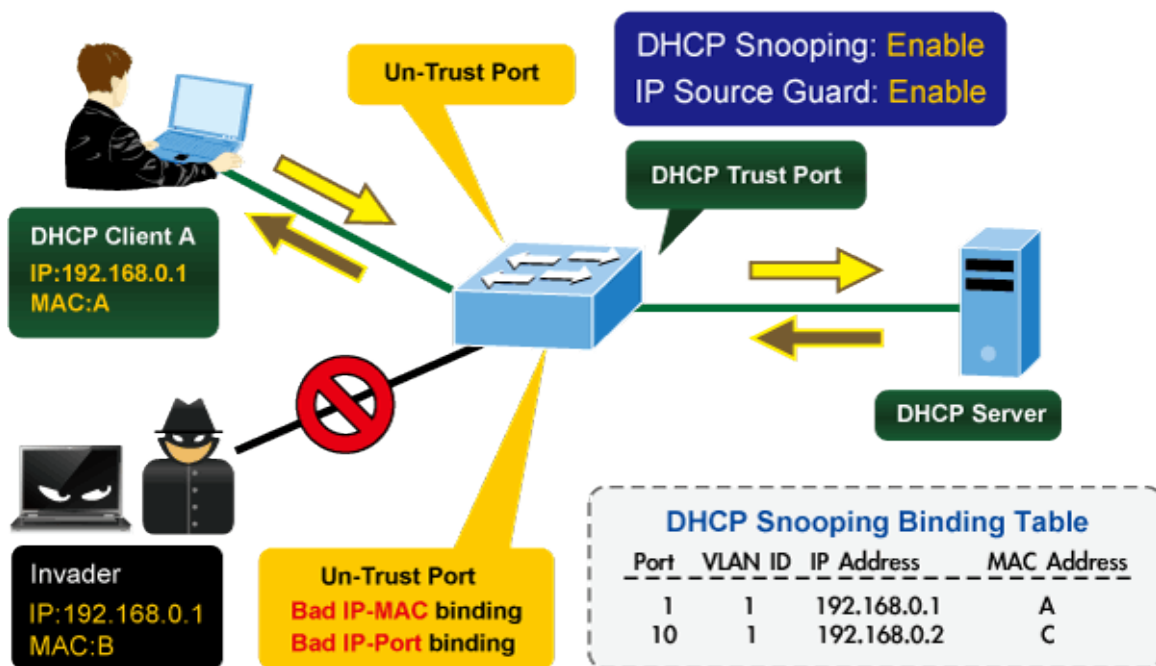 DHCP Snooping: Enable
IP Source Guard: Enable
Un-Trust Port
DHCP Trust Port
DHCP Client A
IP:192.168.0.1
MAC:A
DHCP Server
Invader
IP:192.168.0.1
MAC:B
Un-Trust Port
Bad IP-MAC binding
Bad IP-Port binding
DHCP Snooping Binding Table
Port VLAN ID IP Address MAC Address
1 1 192.168.0.1 A
10 1 192.168.0.2 C